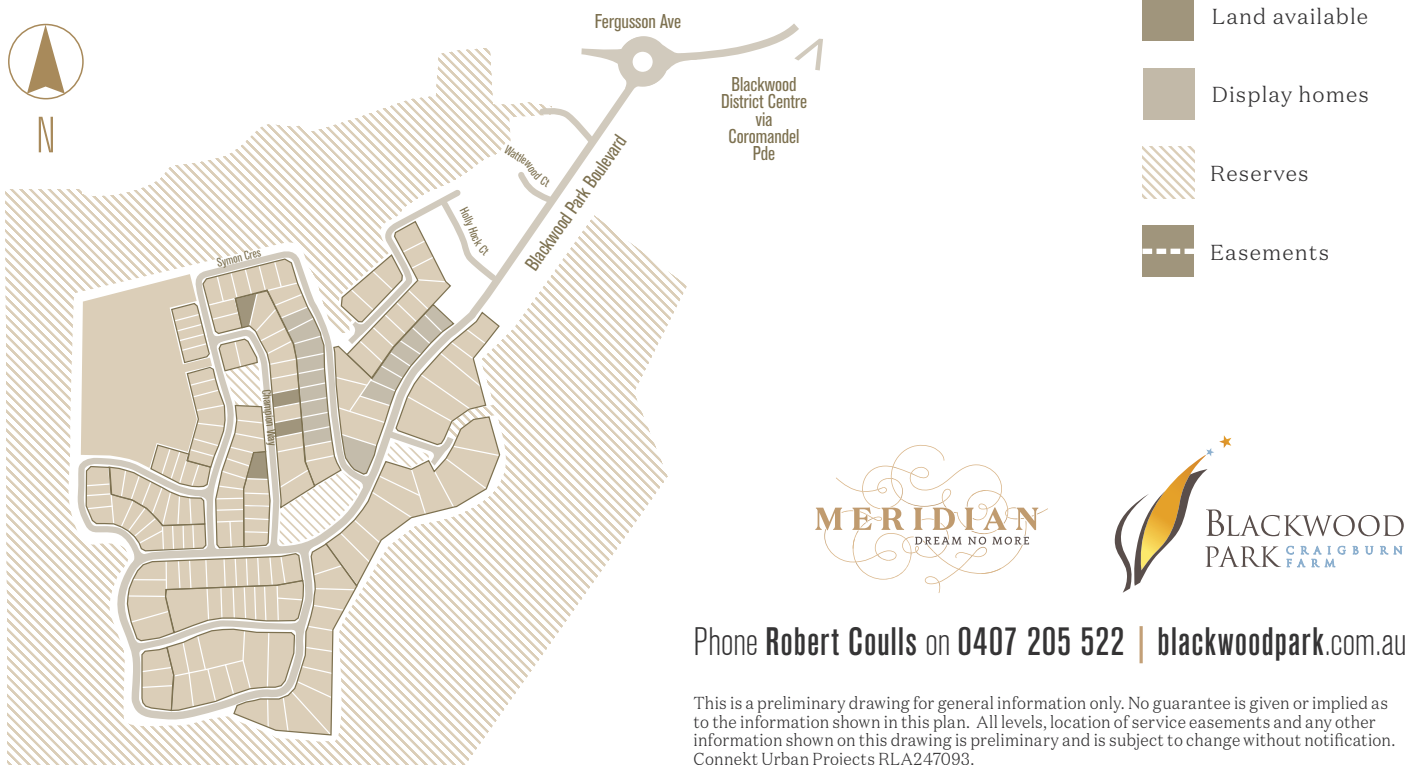 Fergusson Ave
Blackwood
District Centre
via
Coromandel
Pde
N
Wattlewood Ct
Blackwood Park Boulevard
Holly Hack Ct
Symon Cres
Champion Way
Land available
Display homes
Reserves
Easements
MERIDIAN
DREAM NO MORE
BLACKWOOD
PARK CRAIGBURN
FARM
Phone Robert Coulls on 0407 205 522 | blackwoodpark.com.au
This is a preliminary drawing for general information only. No guarantee is given or implied as
to the information shown in this plan. All levels, location of service easements and any other
information shown on this drawing is preliminary and is subject to change without notification.
Connekt Urban Projects RLA247093.